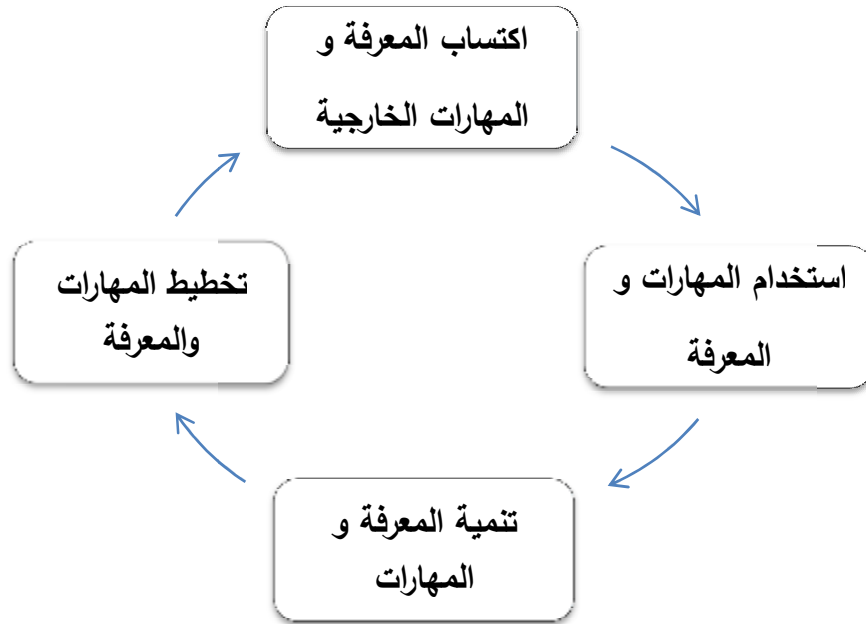 اكتساب المعرفة و
المهارات الخارجية
استخدام المهارات و
المعرفة
تنمية المعرفة و
المهارات
تخطيط المهارات
والمعرفة